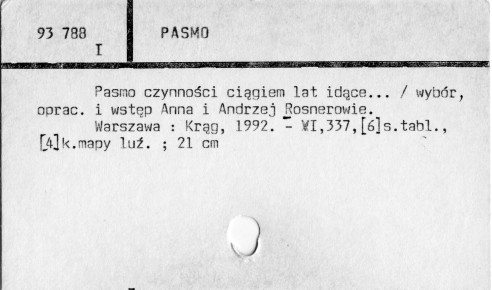 93 788
I
PASMO
Pasmo czynności ciągiem lat idące... / wybór,
oprac. i wstęp Anna i Andrzej Rosnerowie.
Warszawa : Krąg, 1992. - VI,337,[6]s.tabl.,
[4]k.mapy luź. ; 21 cm